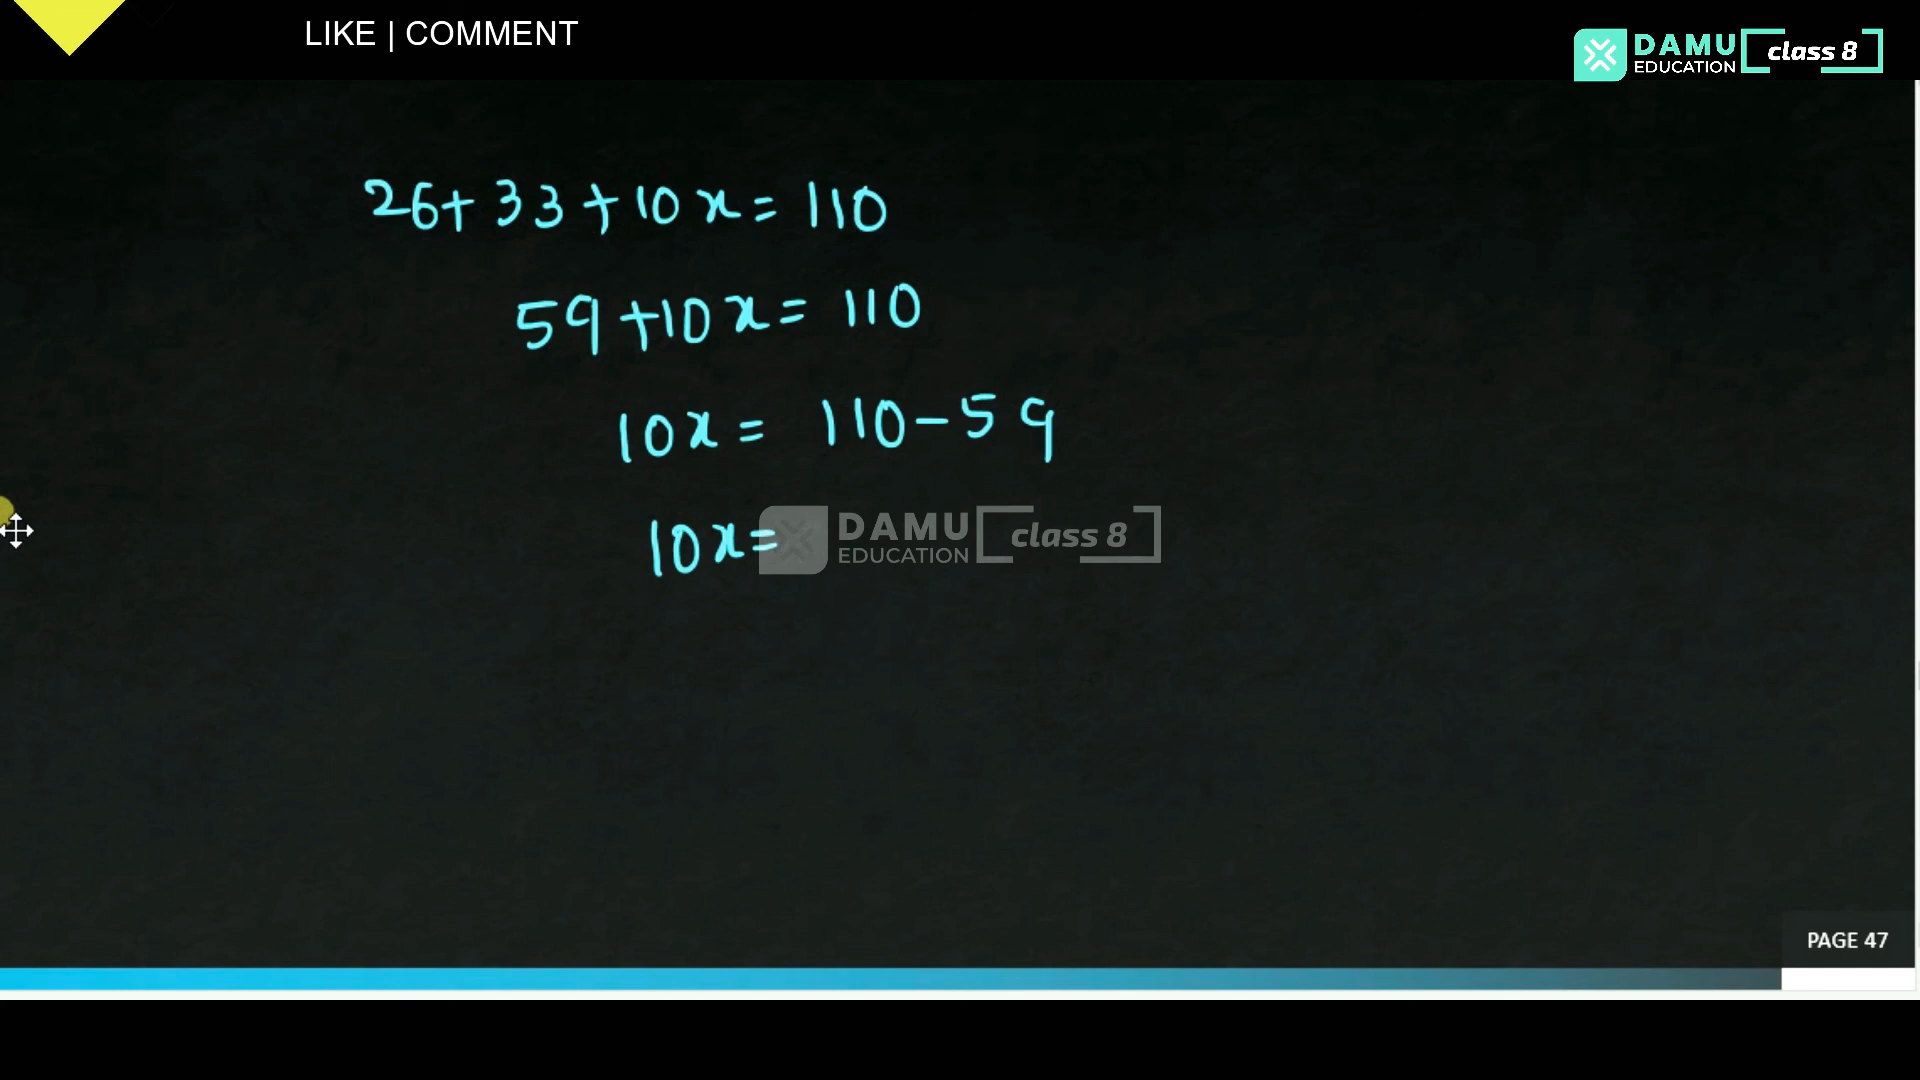 LIKE | COMMENT
DAMU
EDUCATION
class 8
26+33+10x=110
59+10x=110
10x=110-59
10x=
DAMU
EDUCATION
class 8
PAGE 47